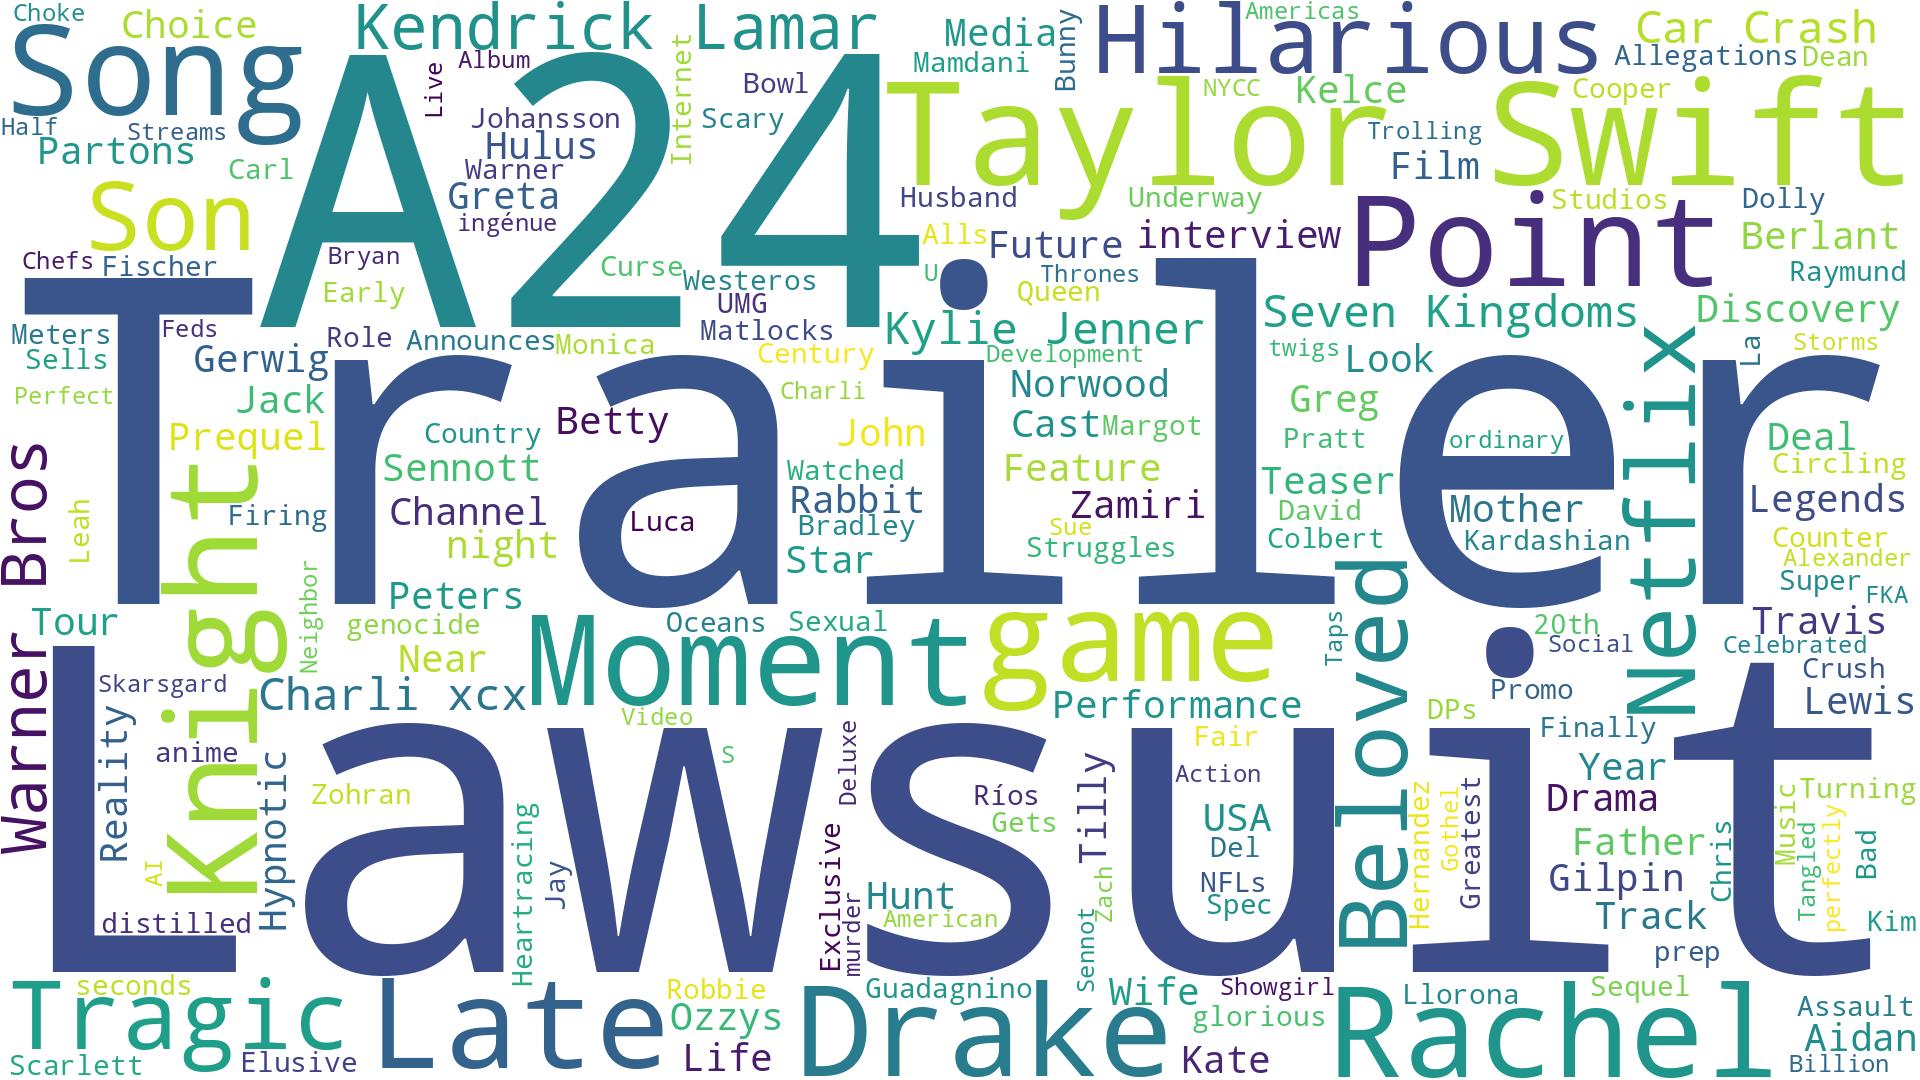 Choke
Choice
Song
Half
Streams
Partons
Carl
Son
Kendrick Lamar
Album
Live
Johansson
Hulus
Warner
Greta
ingénue
A24
Internet
Bowl
Scary
Media
Mamdani
Bunny
Hilarious
Americas
Car Crash
Allegations
Dean
NYCC
Kelce
Cooper
Taylor Swift
Trolling
Film
Husband
Underway
Studios
Dolly
Point
Berlant
Raymund
Alls
Future
interview
U
Thrones
Queen
Chefs
Fischer
Bryan
Early
Curse
Westeros
UMG
Matlocks
Kylie Jenner
Seven Kingdoms
Discovery
Meters
Sells
Feds
Role
Announces
Monica
Gerwig
Century
Development
twigs
Look
La
Storms
Perfect
Jack
Prequel
Trailer
Charli
Norwood
Cast
Margot
Greg
Pratt
ordinary
Netflix
Deal
Circling
Country
Betty
John
Sennott
Watched
Feature
Teaser
Legends
Warner Bros
Leah
Knight
Firing
Channel
Luca
Rabbit
Zamiri
David
Mother
Bradley
Sue
Struggles
Colbert
Kardashian
Counter
Alexander
night
Star
Super
FKA
Neighbor
Peters
Beloved
Tour
genocide
Near
Moment
Oceans
Sexual
game
Taps
20th
Social
Travis
Celebrated
Skarsgard
Charli xcx
Performance
Promo
Crush
Lewis
Reality
anime
Hypnotic
Video
S
DPs
Finally
Lawsuit
Zohran
Heartracing
Jay
Deluxe
Exclusive
murder
Ríos
Gets
Tilly
Fair
Action
USA
Del
NFLs
Spec
Zach
Sennot
Hernandez
Gothel
Greatest
Year
Drama
Father
Gilpin
Track
prep
Chris
Music
Turning
Tangled
perfectly
Bad
Kim
AI
distilled
Hunt
American
seconds
Tragic
Scarlett
Elusive
Late
Robbie
Ozzys
Life
Guadagnino
Drake
Wife
Showgirl
glorious
Kate
Rachel
Llorona
Sequel
Assault
Aidan
Billion